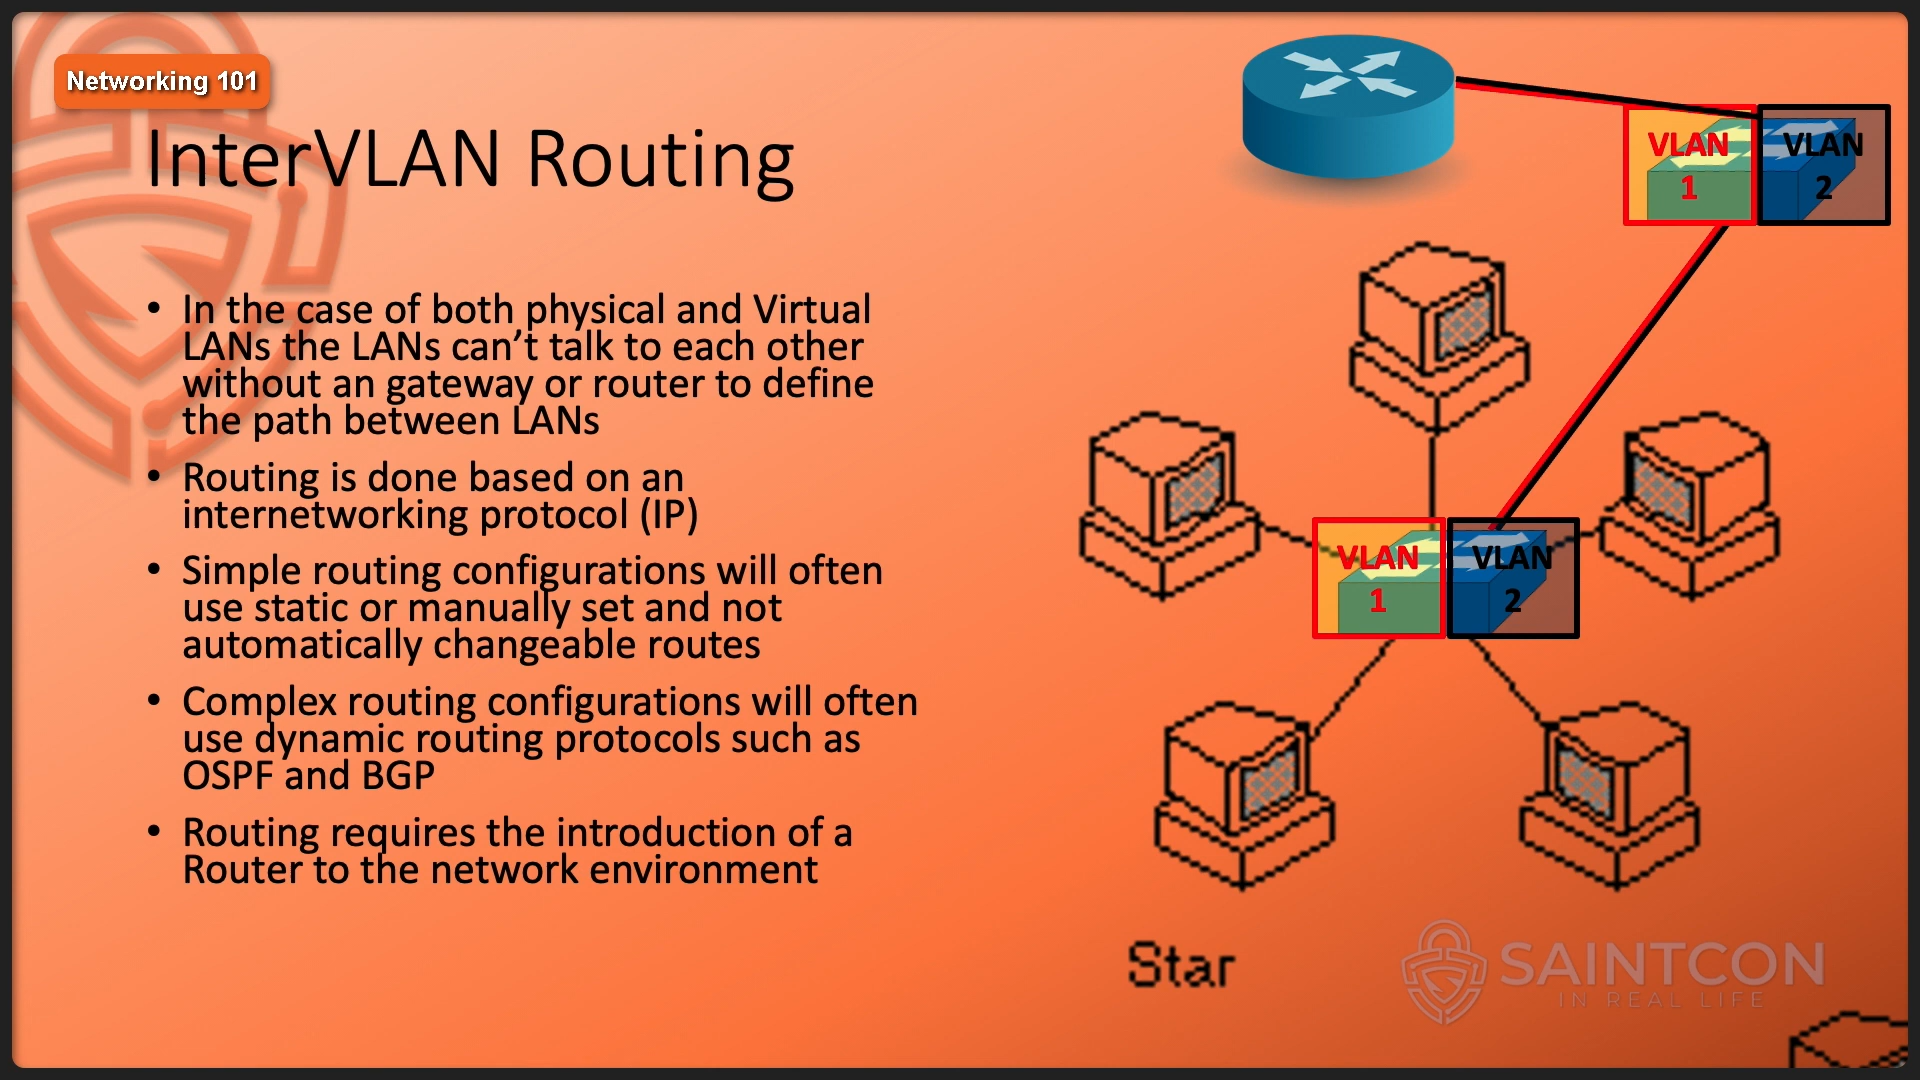 Networking 101
InterVLAN Routing
• In the case of both physical and Virtual
LANs the LANs can’t talk to each other
without an gateway or router to define
the path between LANs
• Routing is done based on an
internetworking protocol (IP)
• Simple routing configurations will often
use static or manually set and not
automatically changeable routes
• Complex routing configurations will often
use dynamic routing protocols such as
OSPF and BGP
• Routing requires the introduction of a
Router to the network environment
VLAN
1
VLAN
2
VLAN
1
VLAN
2
Star
SAINTCON
IN REAL LIFE